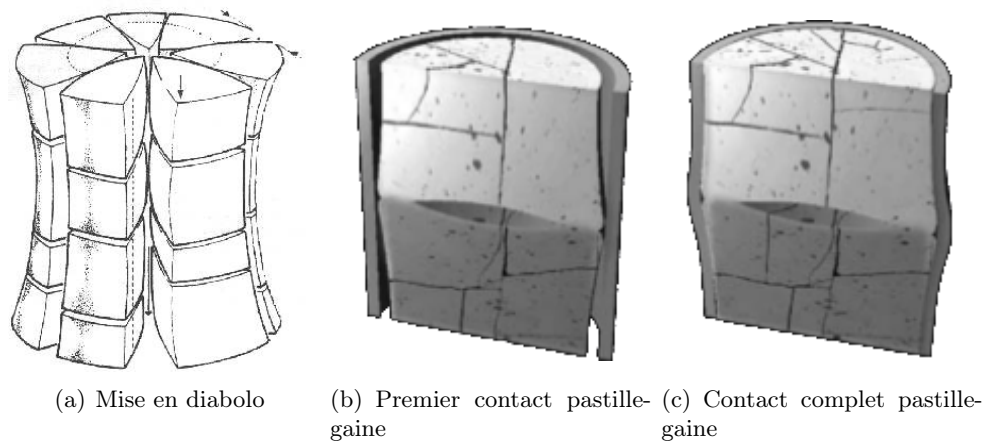 (a) Mise en diabolo
(b) Premier contact pastille-
gaine
(c) Contact complet pastille-
gaine